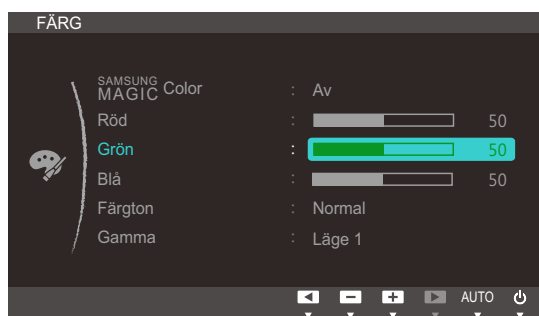 FÄRG
SAMSUNG MAGIC Color : Av
Röd : 50
Grön : 50
Blå : 50
Färgton : Normal
Gamma : Läge 1
AUTO